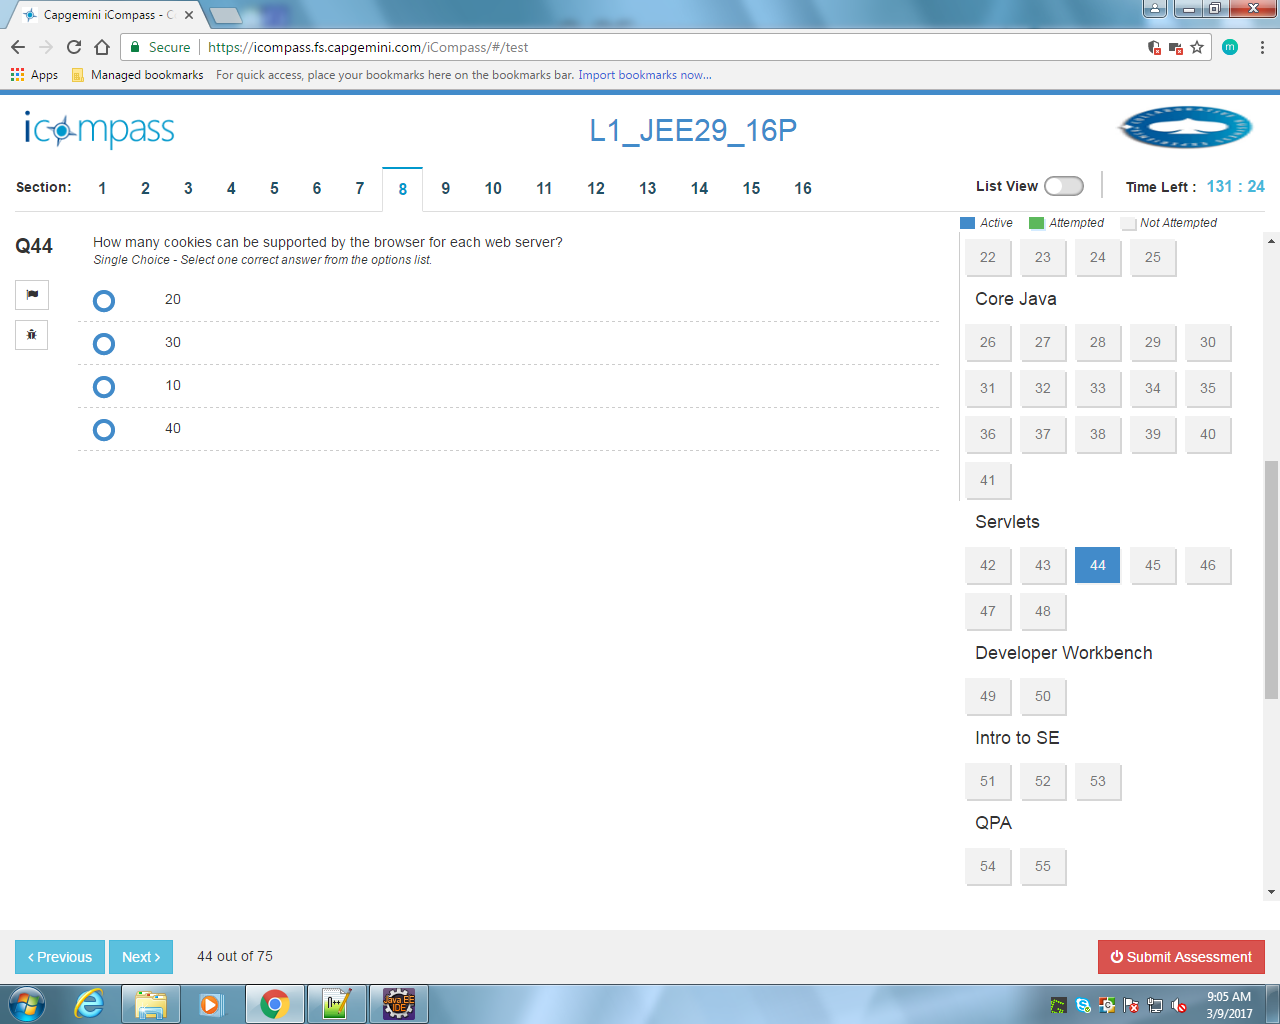 Capgemini iCompass - C
Secure
https://icompass.fs.capgemini.com/iCompass/#/test
m
Apps
Managed bookmarks
For quick access, place your bookmarks here on the bookmarks bar. Import bookmarks now...
icompass
L1_JEE29_16P
Section: 1 2 3 4 5 6 7 8 9 10 11 12 13 14 15 16
List View
Time Left : 131 : 24
Active Attempted Not Attempted
Q44
How many cookies can be supported by the browser for each web server?
Single Choice - Select one correct answer from the options list.
20
30
10
40
22 23 24 25
Core Java
26 27 28 29 30
31 32 33 34 35
36 37 38 39 40
41
Servlets
42 43 44 45 46
47 48
Developer Workbench
49 50
Intro to SE
51 52 53
QPA
54 55
Previous
Next
44 out of 75
Submit Assessment
n++
Java EE
IDE
9:05 AM
3/9/2017